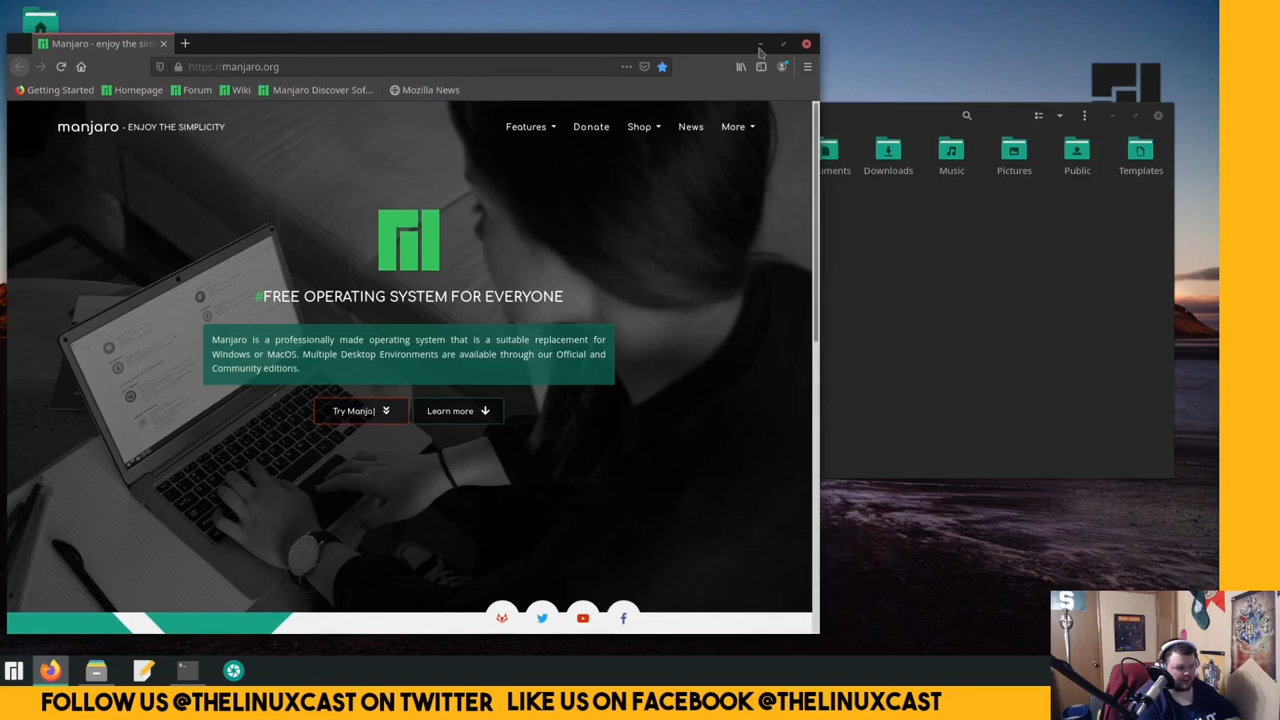 Manjaro - enjoy the sim
https://manjaro.org
Getting Started
Homepage
Forum
Wiki
Manjaro Discover Sof...
Mozilla News
manjaro - ENJOY THE SIMPLICITY
Features
Donate
Shop
News
More
#FREE OPERATING SYSTEM FOR EVERYONE
Manjaro is a professionally made operating system that is a suitable replacement for
Windows or MacOS. Multiple Desktop Environments are available through our Official and
Community editions.
Try Manjo|
Learn more
uments
Downloads
Music
Pictures
Public
Templates
FOLLOW US @THELINUXCAST ON TWITTER LIKE US ON FACEBOOK @THELINUXCAST